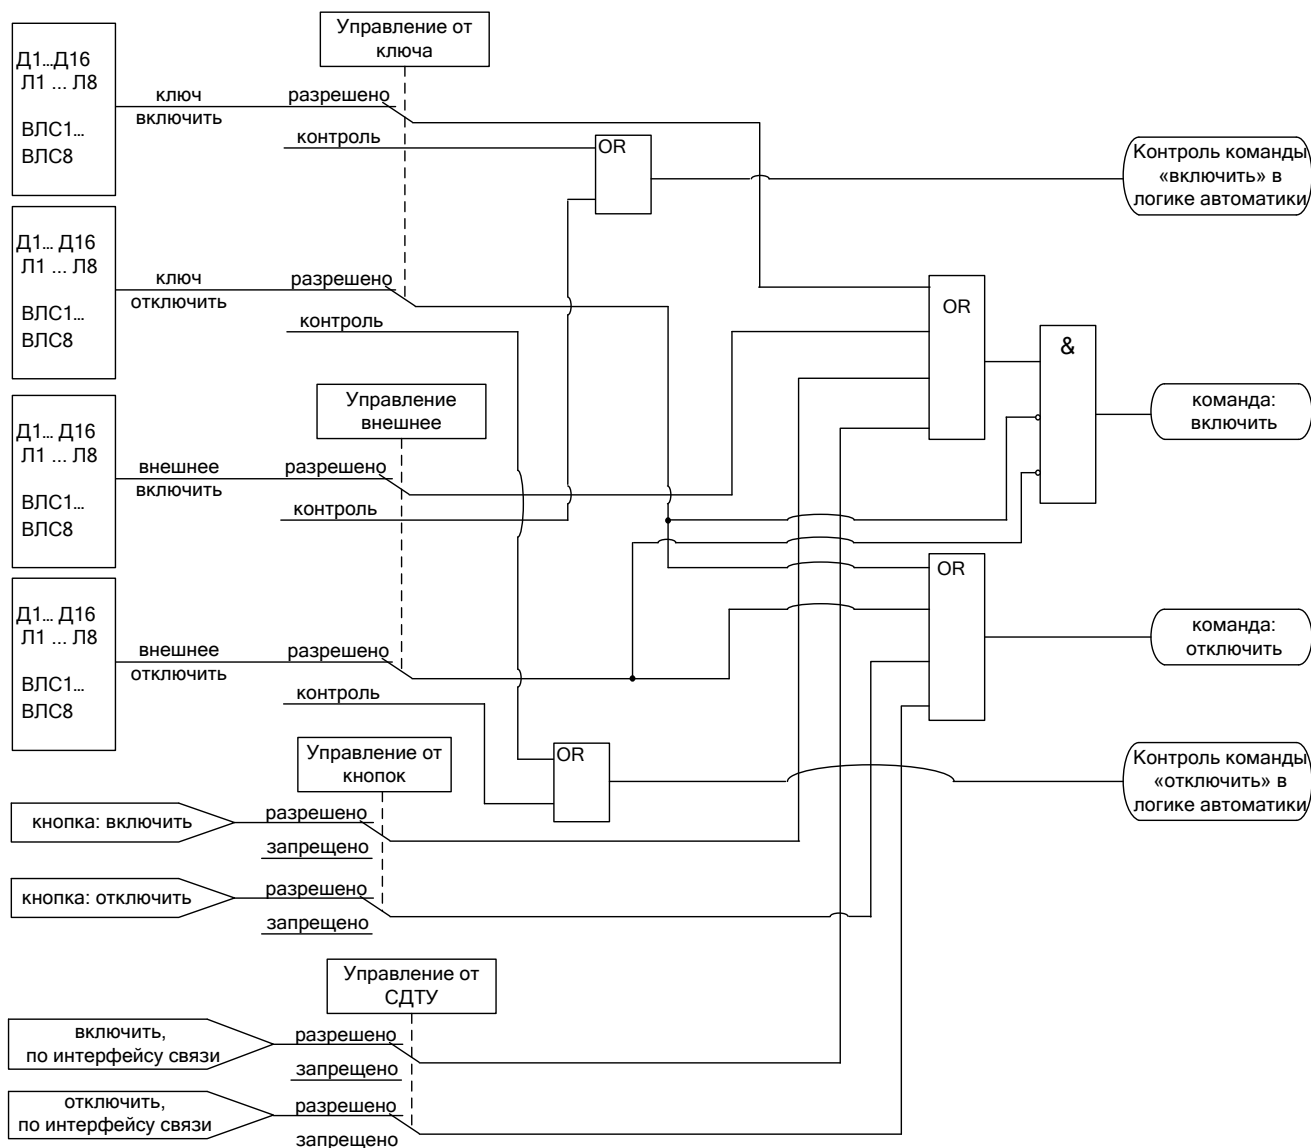 Управление от
ключа
Д1...Д16
Л1 ... Л8
ВЛС1...
ВЛС8
ключ
включить
разрешено
контроль
OR
Контроль команды
«включить» в
логике автоматики
Д1... Д16
Л1 ... Л8
ВЛС1...
ВЛС8
ключ
отключить
разрешено
контроль
OR
&
Управление
внешнее
команда:
включить
Д1... Д16
Л1 ... Л8
ВЛС1...
ВЛС8
внешнее
включить
разрешено
контроль
OR
Д1... Д16
Л1 ... Л8
ВЛС1...
ВЛС8
внешнее
отключить
разрешено
контроль
команда:
отключить
Управление от
кнопок
OR
Контроль команды
«отключить» в
логике автоматики
кнопка: включить
разрешено
запрещено
кнопка: отключить
разрешено
запрещено
Управление от
СДТУ
включить,
по интерфейсу связи
разрешено
запрещено
отключить,
по интерфейсу связи
разрешено
запрещено